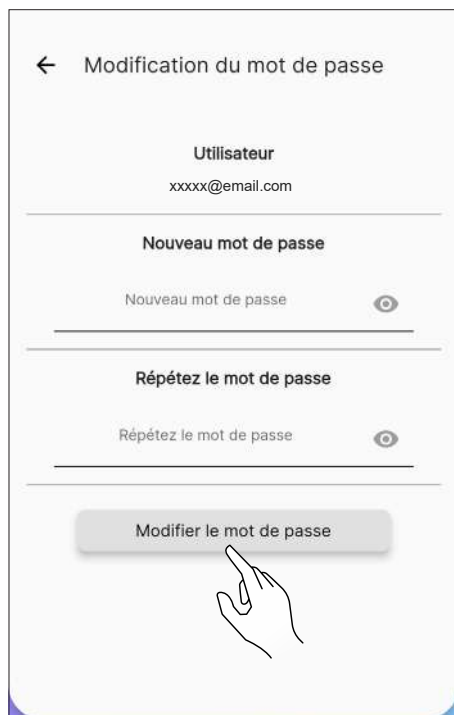 Modification du mot de passe
Utilisateur
xxxxx@email.com
Nouveau mot de passe
Nouveau mot de passe
Répétez le mot de passe
Répétez le mot de passe
Modifier le mot de passe